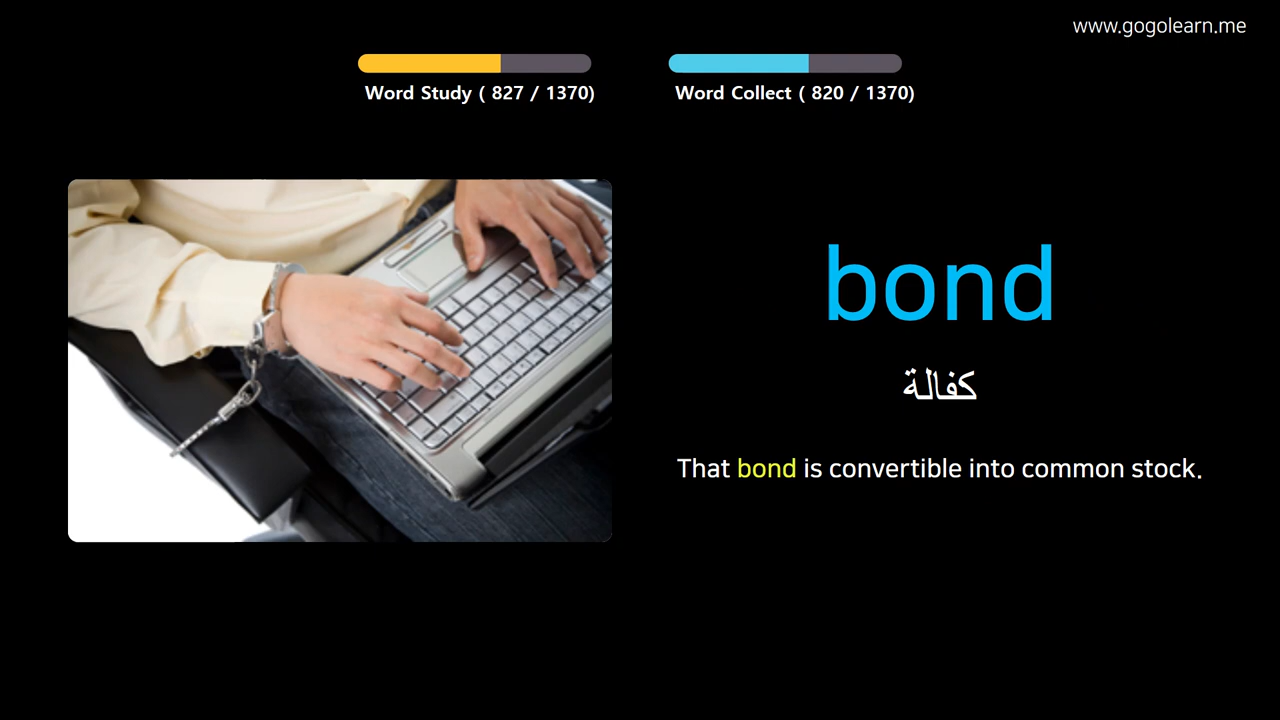 www.gogolearn.me
Word Study ( 827 / 1370)
Word Collect ( 820 / 1370)
bond
كفالة
That bond is convertible into common stock.